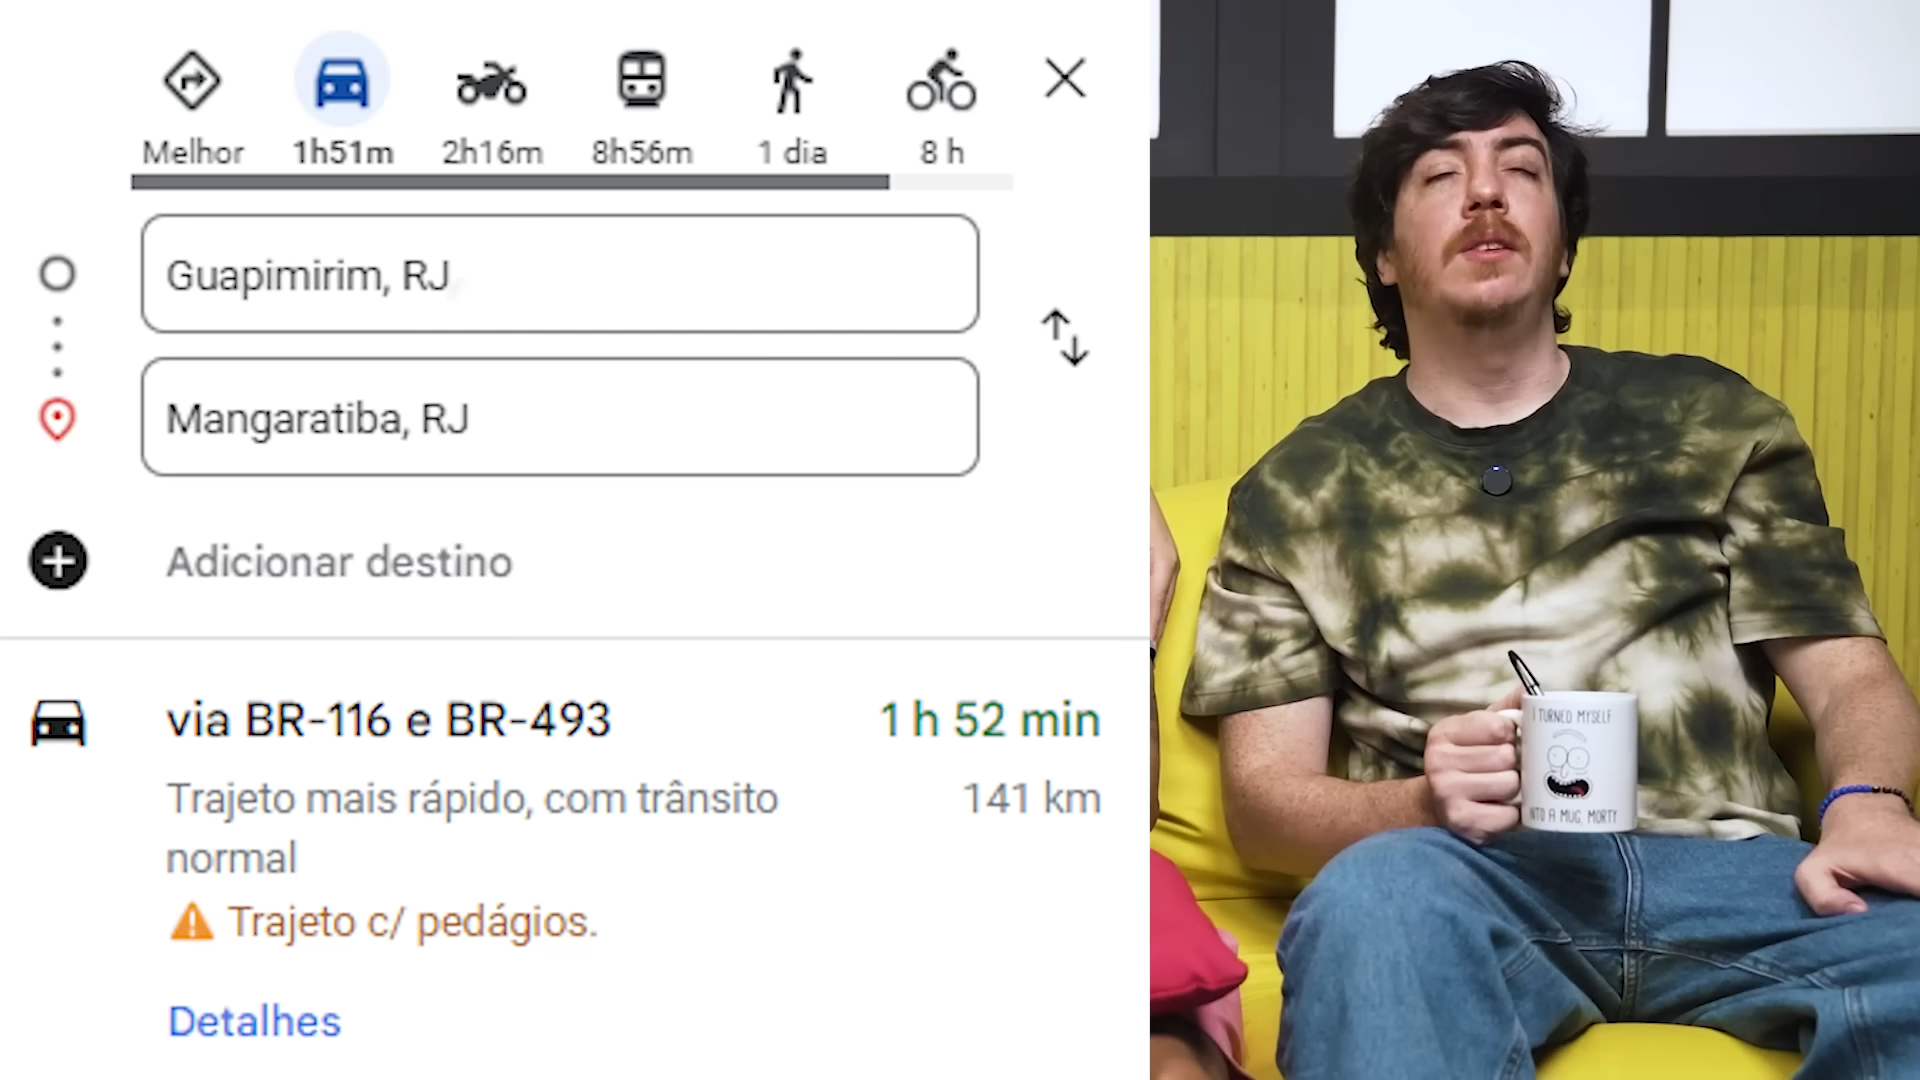 Melhor
1h51m
2h16m
8h56m
1 dia
8 h
Guapimirim, RJ
Mangaratiba, RJ
Adicionar destino
via BR-116 e BR-493
1 h 52 min
Trajeto mais rápido, com trânsito
normal
141 km
Trajeto c/ pedágios.
Detalhes
I TURNED MYSELF
INTO A MUG, MORTY